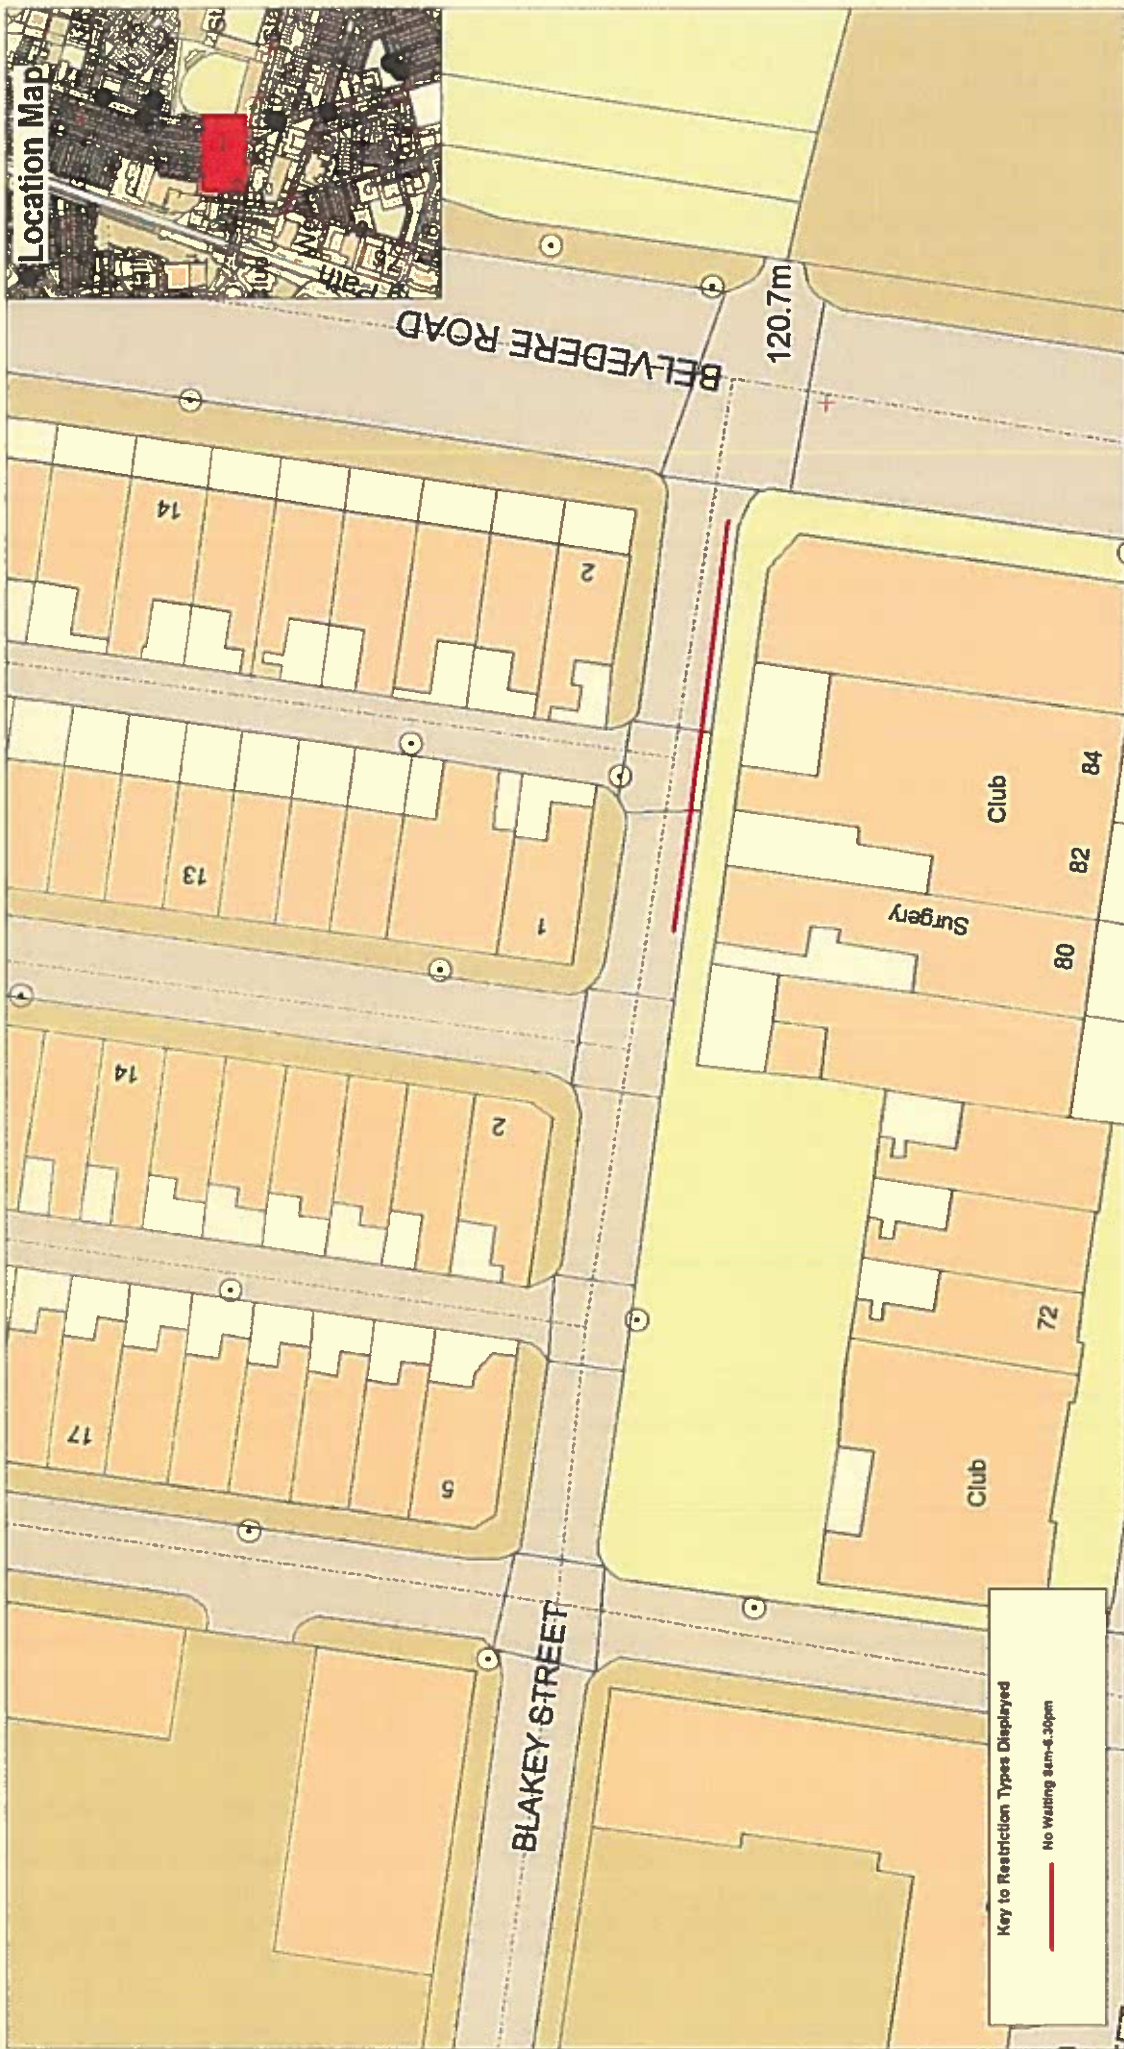 Location Map
BELVEDERE ROAD
120.7m
14
2
13
1
14
2
17
5
Club
84
82
Surgery
80
72
Club
BLAKEY STREET
Key to Restriction Types Displayed
No Waiting 8am-6.30pm